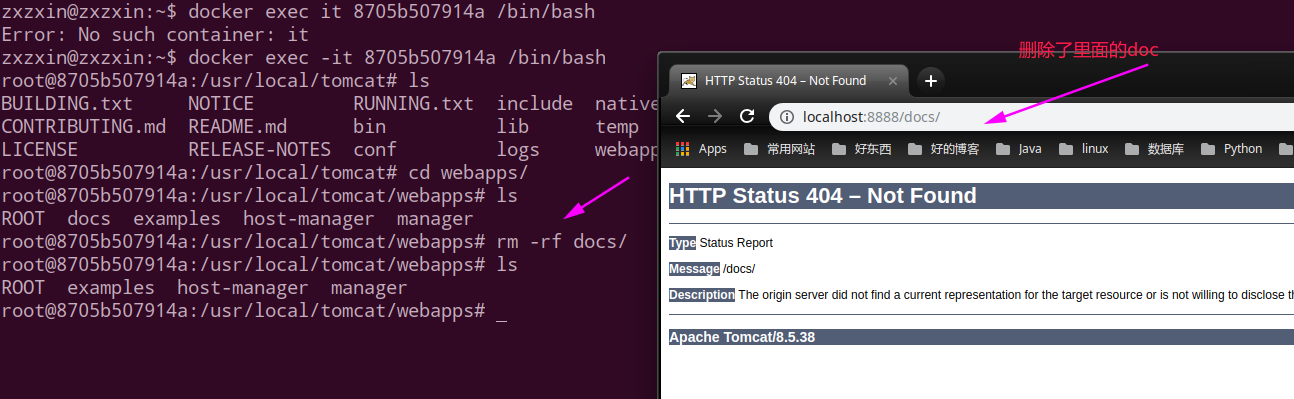 zxzxin@zxzxin:~$ docker exec it 8705b507914a /bin/bash
Error: No such container: it
zxzxin@zxzxin:~$ docker exec -it 8705b507914a /bin/bash
root@8705b507914a:/usr/local/tomcat# ls
BUILDING.txt NOTICE RUNNING.txt include native
CONTRIBUTING.md README.md bin lib temp
LICENSE RELEASE-NOTES conf logs webapp
root@8705b507914a:/usr/local/tomcat# cd webapps/
root@8705b507914a:/usr/local/tomcat/webapps# ls
ROOT docs examples host-manager manager
root@8705b507914a:/usr/local/tomcat/webapps# rm -rf docs/
root@8705b507914a:/usr/local/tomcat/webapps# ls
ROOT examples host-manager manager
root@8705b507914a:/usr/local/tomcat/webapps# _
删除了里面的doc
HTTP Status 404 – Not Found
localhost:8888/docs/
Apps 常用网站 好东西 好的博客 Java linux 数据库 Python
HTTP Status 404 – Not Found
Type Status Report
Message /docs/
Description The origin server did not find a current representation for the target resource or is not willing to disclose th
Apache Tomcat/8.5.38